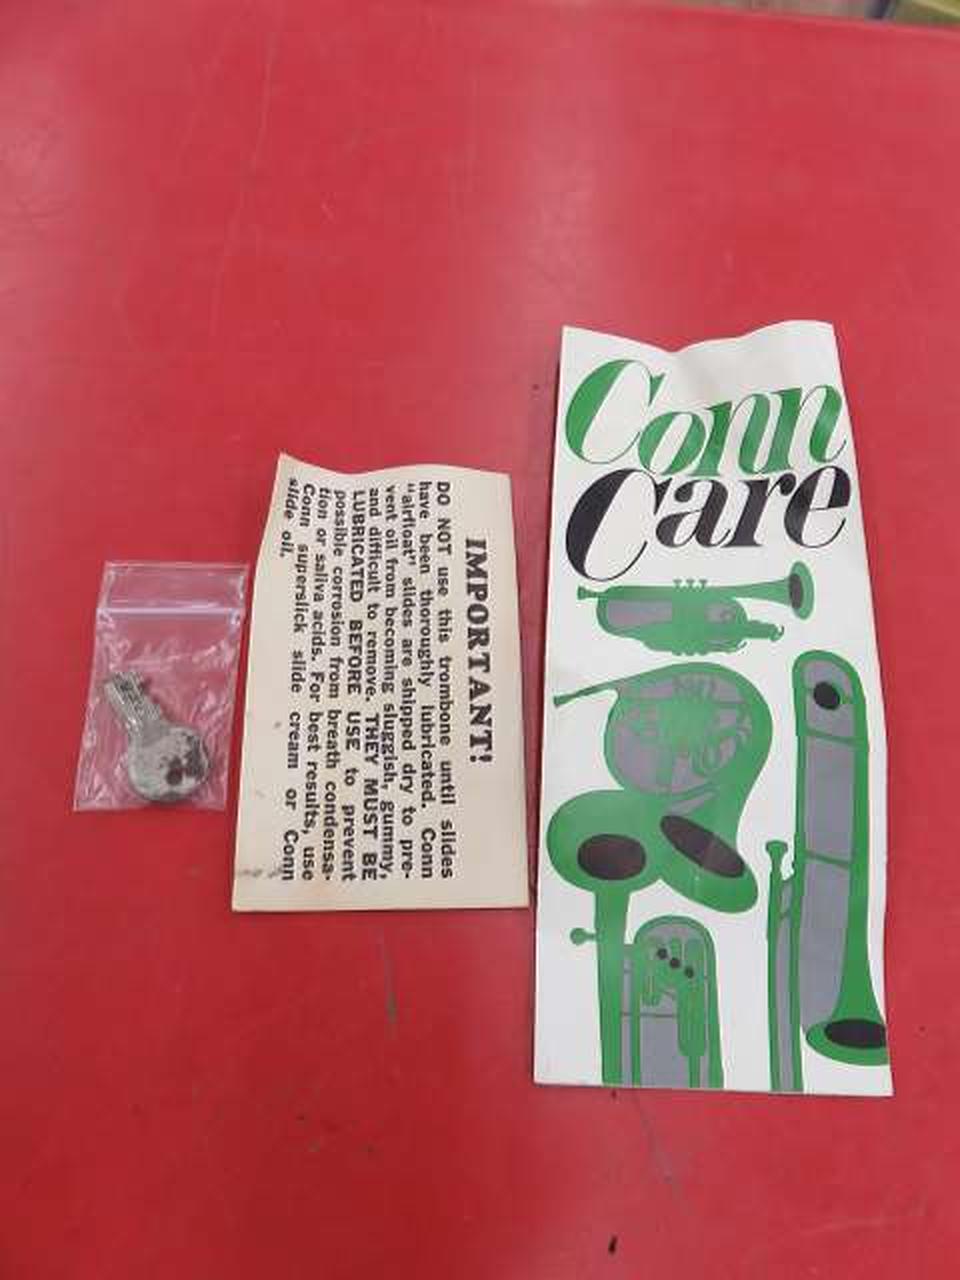 IMPORTANT!
DO NOT use this trombone until slides
have been thoroughly lubricated. Conn
"airfloat" slides are shipped dry to pre-
vent oil from becoming sluggish, gummy,
and difficult to remove. THEY MUST BE
LUBRICATED BEFORE USE to prevent
possible corrosion from breath condensa-
tion or saliva acids. For best results, use
Conn superslick slide cream or Conn
slide oil.
Conn
Care